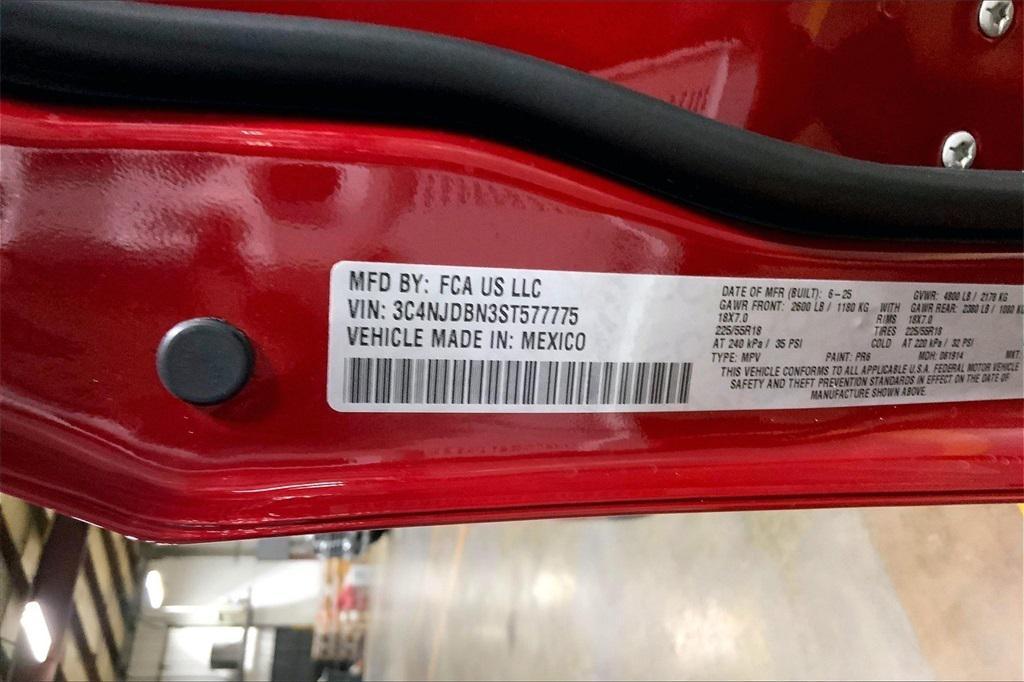 MFD BY: FCA US LLC
VIN: 3C4NJDBN3ST577775
VEHICLE MADE IN: MEXICO
DATE OF MFR (BUILT): 6-25 GVWR: 4800 LB / 2178 KG
GAWR FRONT: 2600 LB / 1180 KG WITH GAWR REAR: 2380 LB / 1080 KG
18X7.0 RIMS 18X7.0
225/55R18 TIRES 225/55R18
AT 240 kPa / 35 PSI COLD AT 220 kPa / 32 PSI
TYPE: MPV PAINT: PR6 MDH: 061914 MKT:
THIS VEHICLE CONFORMS TO ALL APPLICABLE U.S.A. FEDERAL MOTOR VEHICLE
SAFETY AND THEFT PREVENTION STANDARDS IN EFFECT ON THE DATE OF
MANUFACTURE SHOWN ABOVE.